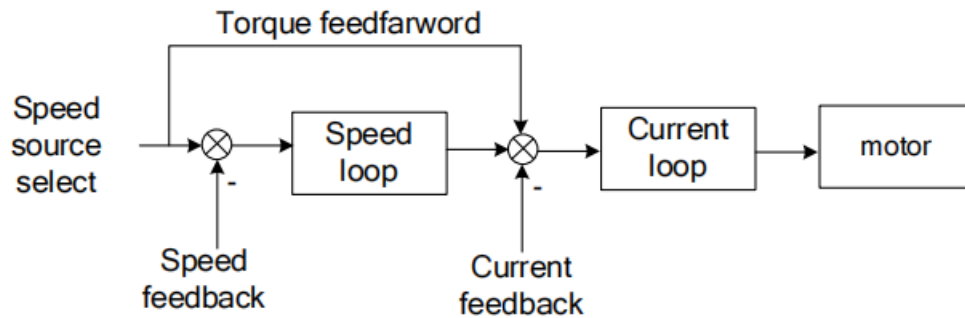 Torque feedfarword
Speed
source
select
Speed
loop
Current
loop
motor
-
-
Speed
feedback
Current
feedback